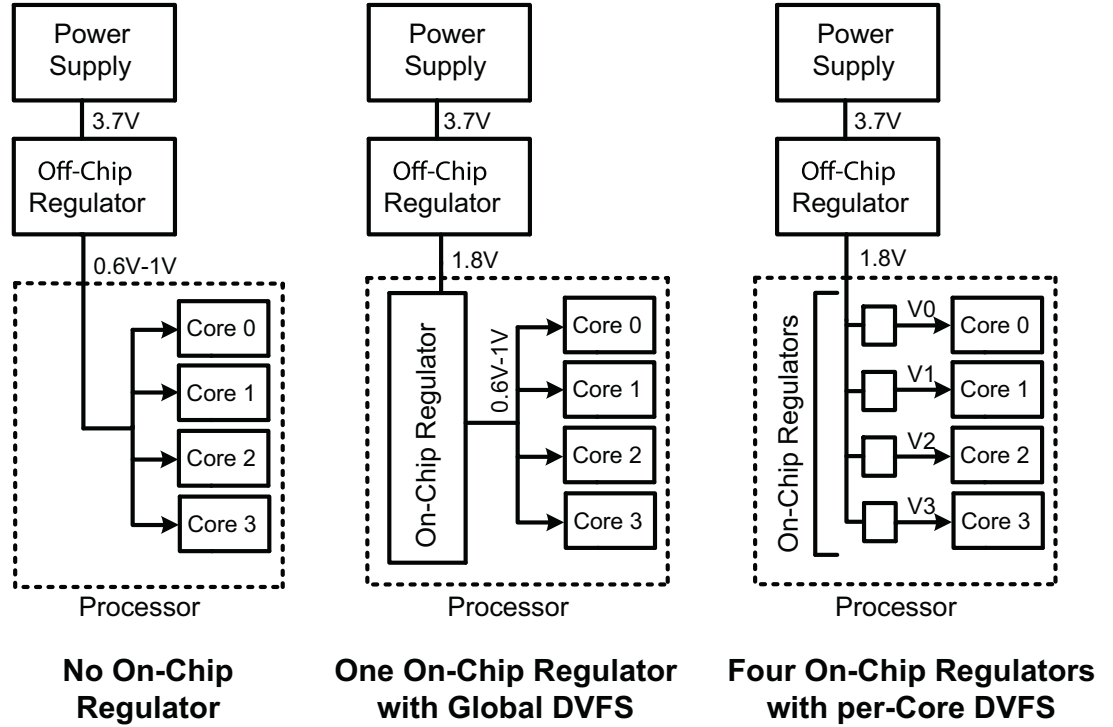 Power
Supply
3.7V
Off-Chip
Regulator
0.6V-1V
Core 0
Core 1
Core 2
Core 3
Processor
No On-Chip
Regulator
Power
Supply
3.7V
Off-Chip
Regulator
1.8V
On-Chip Regulator
0.6V-1V
Core 0
Core 1
Core 2
Core 3
Processor
One On-Chip Regulator
with Global DVFS
Power
Supply
3.7V
Off-Chip
Regulator
1.8V
On-Chip Regulators
V0
Core 0
V1
Core 1
V2
Core 2
V3
Core 3
Processor
Four On-Chip Regulators
with per-Core DVFS